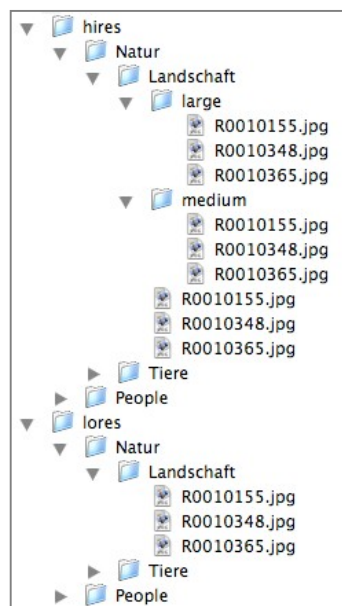 hires
Natur
Landschaft
large
R0010155.jpg
R0010348.jpg
R0010365.jpg
medium
R0010155.jpg
R0010348.jpg
R0010365.jpg
R0010155.jpg
R0010348.jpg
R0010365.jpg
Tiere
People
lores
Natur
Landschaft
R0010155.jpg
R0010348.jpg
R0010365.jpg
Tiere
People